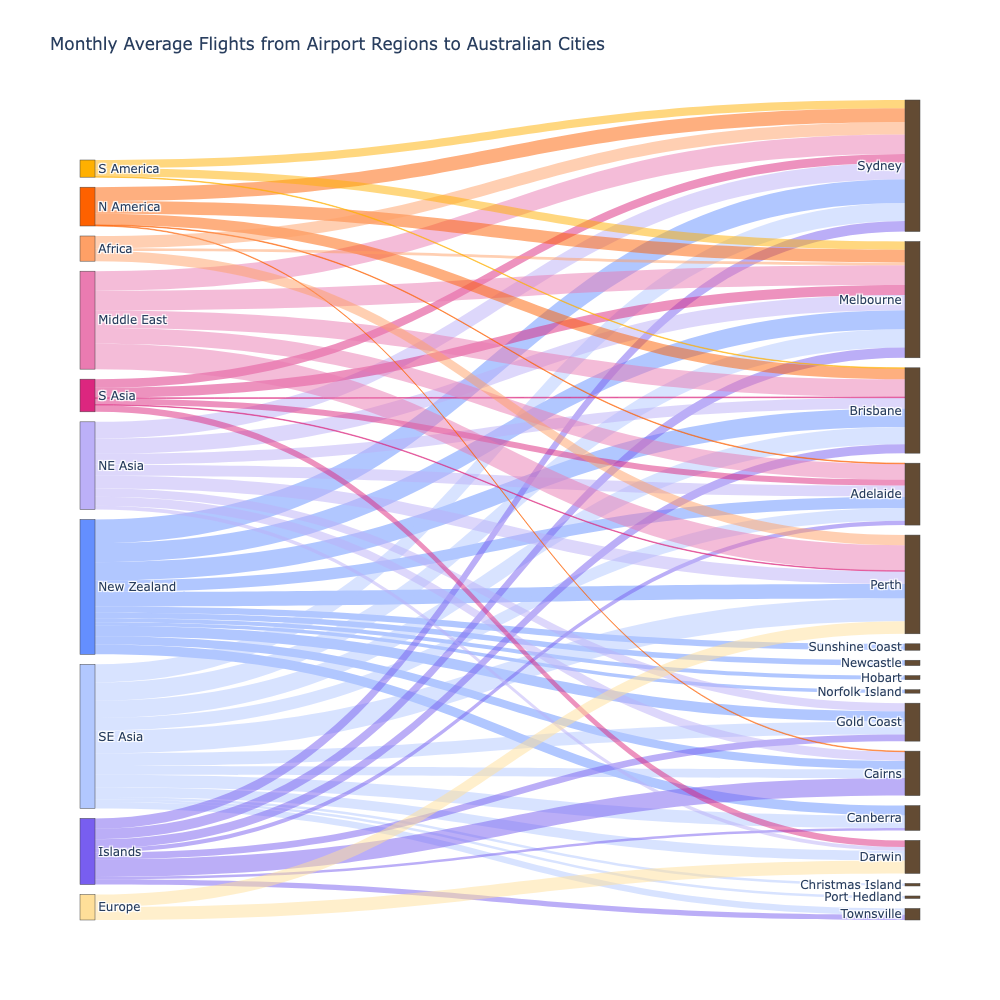 Monthly Average Flights from Airport Regions to Australian Cities
S America
N America
Africa
Middle East
S Asia
NE Asia
New Zealand
SE Asia
Islands
Europe
Sydney
Melbourne
Brisbane
Adelaide
Perth
Sunshine Coast
Newcastle
Hobart
Norfolk Island
Gold Coast
Cairns
Canberra
Darwin
Christmas Island
Port Hedland
Townsville